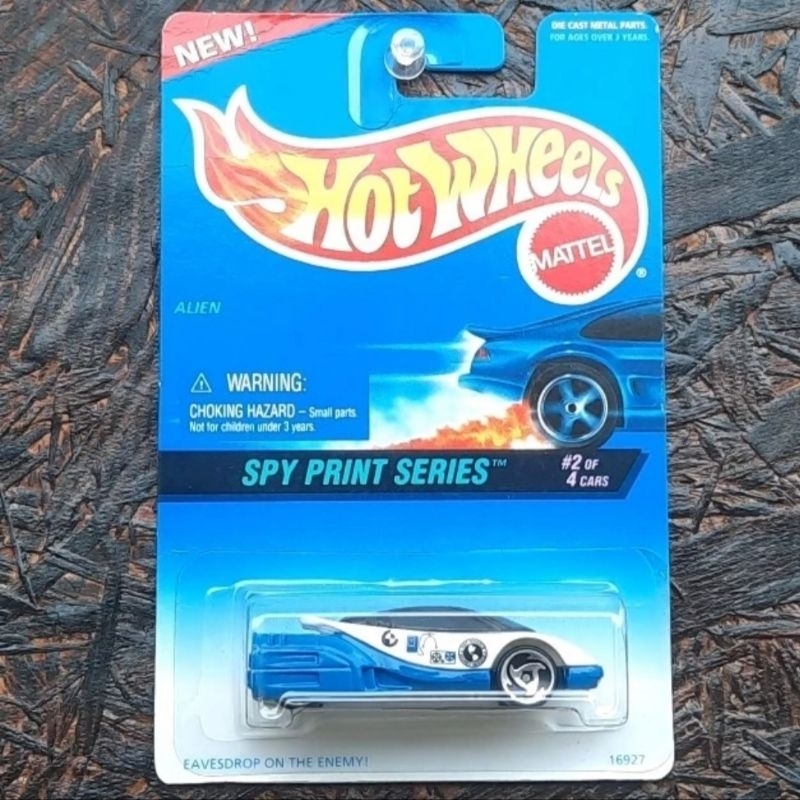 NEW!
DIE CAST METAL PARTS.
FOR AGES OVER 3 YEARS.
HOT WHEELS
MATTEL
®
ALIEN
⚠ WARNING:
CHOKING HAZARD – Small parts.
Not for children under 3 years.
SPY PRINT SERIES™
#2 OF
4 CARS
EAVESDROP ON THE ENEMY!
16927